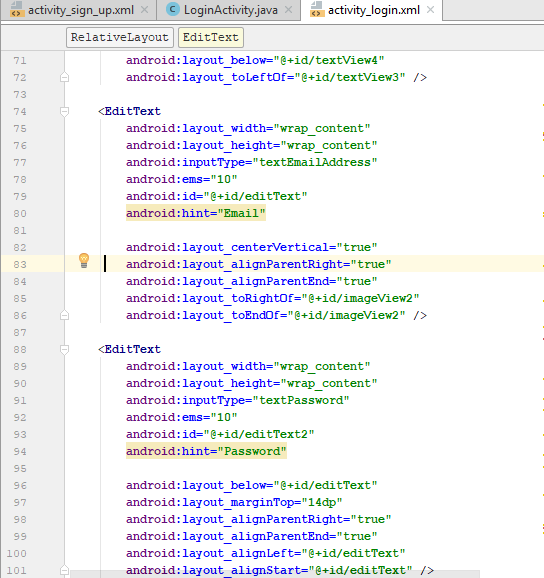 activity_sign_up.xml × LoginActivity.java × activity_login.xml ×
RelativeLayout EditText
71 android:layout_below="@+id/textView4"
72 android:layout_toLeftOf="@+id/textView3" />
73
74 <EditText
75 android:layout_width="wrap_content"
76 android:layout_height="wrap_content"
77 android:inputType="textEmailAddress"
78 android:ems="10"
79 android:id="@+id/editText"
80 android:hint="Email"
81
82 android:layout_centerVertical="true"
83 android:layout_alignParentRight="true"
84 android:layout_alignParentEnd="true"
85 android:layout_toRightOf="@+id/imageView2"
86 android:layout_toEndOf="@+id/imageView2" />
87
88 <EditText
89 android:layout_width="wrap_content"
90 android:layout_height="wrap_content"
91 android:inputType="textPassword"
92 android:ems="10"
93 android:id="@+id/editText2"
94 android:hint="Password"
95
96 android:layout_below="@+id/editText"
97 android:layout_marginTop="14dp"
98 android:layout_alignParentRight="true"
99 android:layout_alignParentEnd="true"
100 android:layout_alignLeft="@+id/editText"
101 android:layout_alignStart="@+id/editText" />